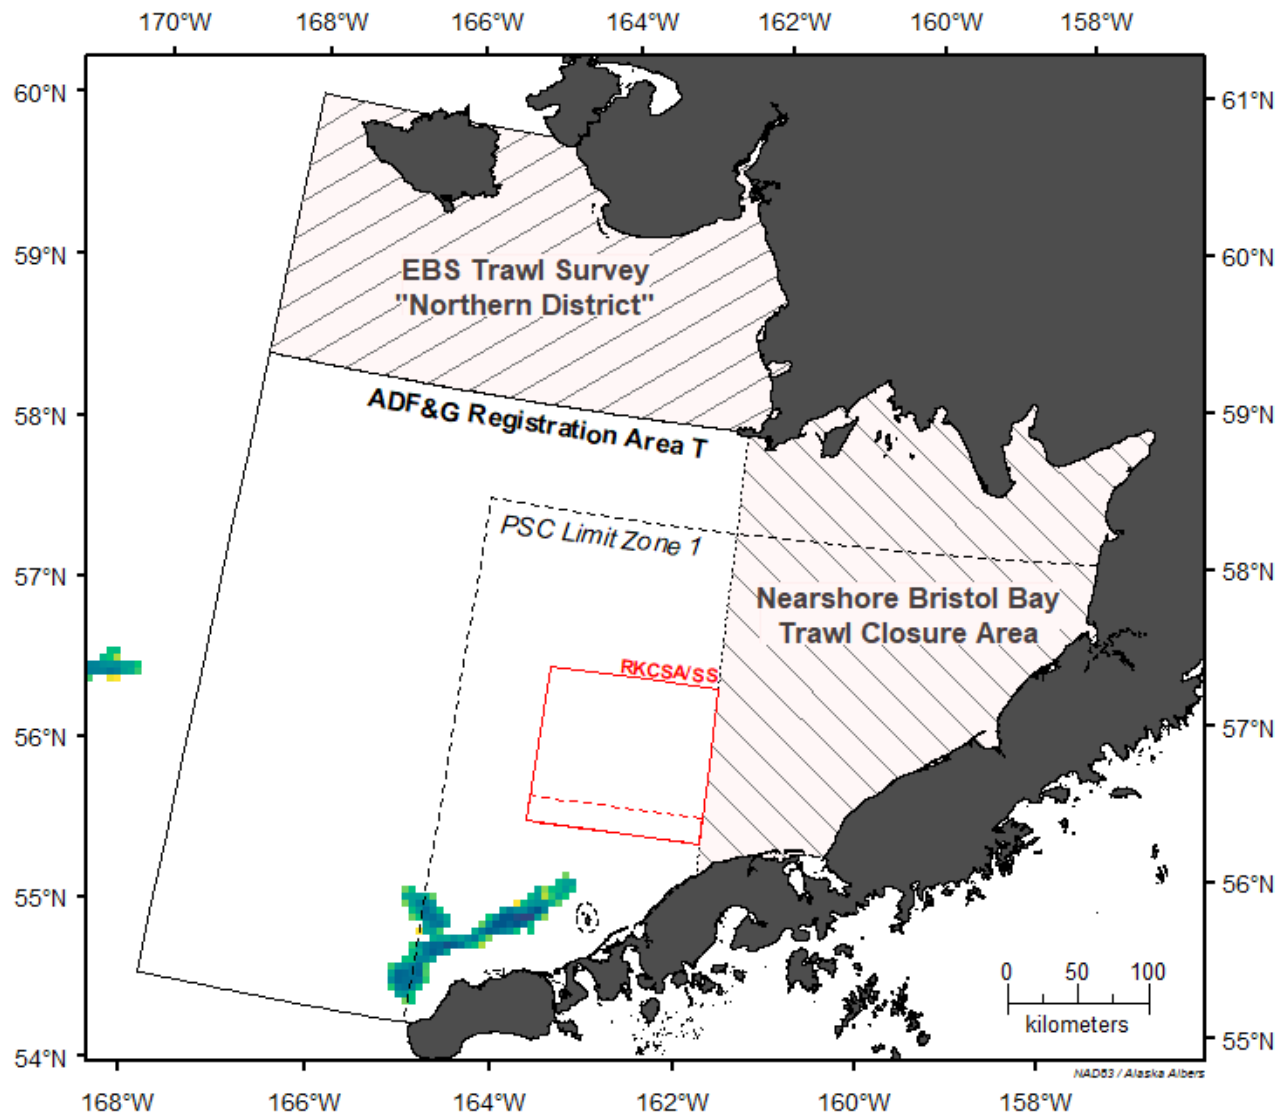 170°W 168°W 166°W 164°W 162°W 160°W 158°W
60°N
61°N
59°N
60°N
EBS Trawl Survey
"Northern District"
58°N
59°N
ADF&G Registration Area T
PSC Limit Zone 1
57°N
58°N
Nearshore Bristol Bay
Trawl Closure Area
RKCSA/SS
56°N
57°N
55°N
56°N
0 50 100
kilometers
54°N
55°N
NAD83 / Alaska Albers
168°W 166°W 164°W 162°W 160°W 158°W